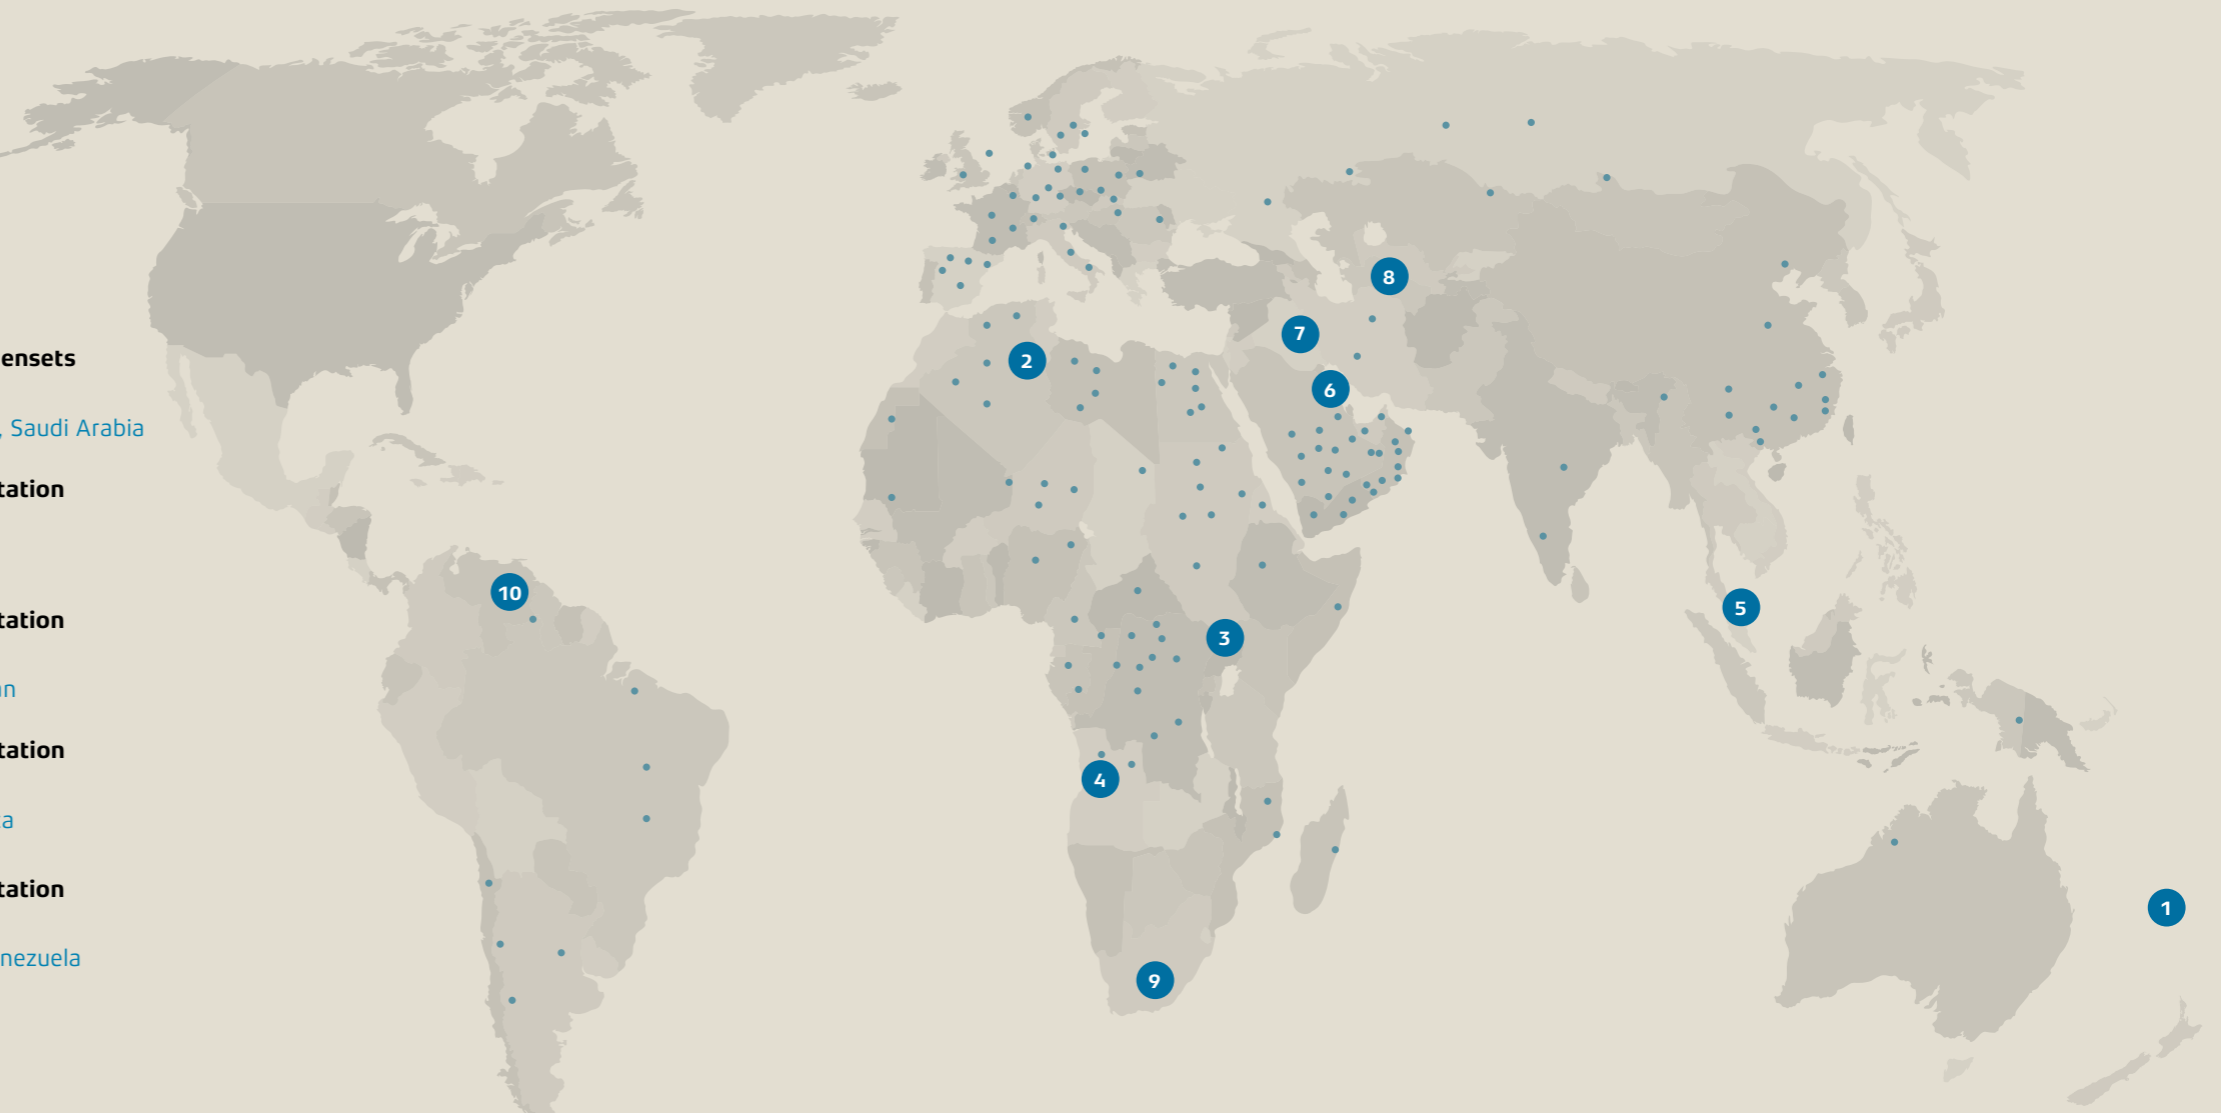 ensets
, Saudi Arabia
tation
tation
n
tation
a
tation
nezuela
8
7
2
6
10
5
3
4
1
9